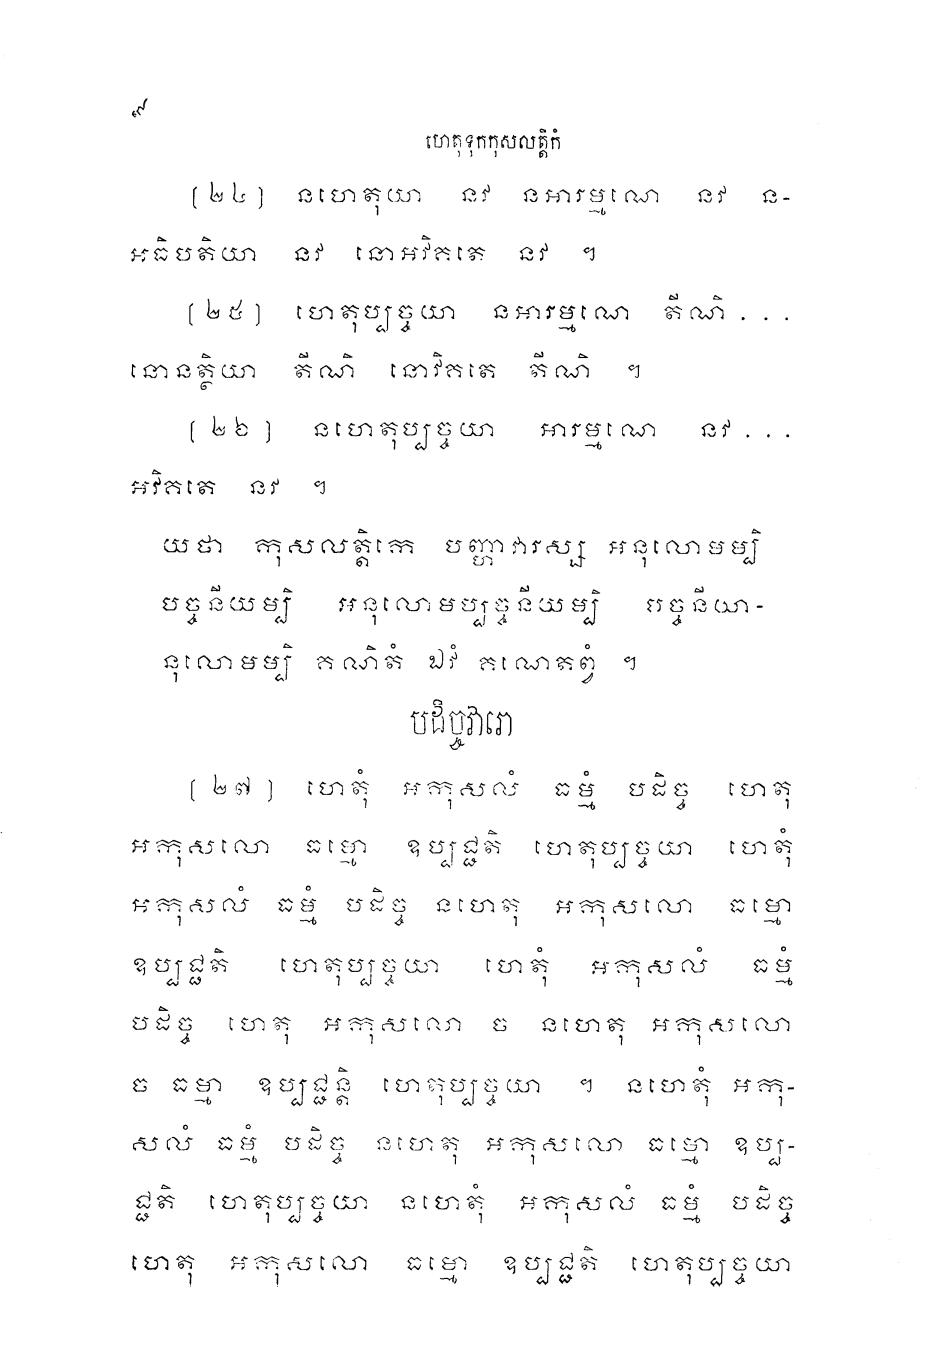 ៩
ហេតុទុកកុសលត្តិកំ
(២៤) នហេតុយា នវ នអារម្មណេ នវ ន-
អធិបតិយា នវ នោអវិគតេ នវ ។
(២៥) ហេតុប្បច្ចយា នអារម្មណេ តីណិ...
នោនត្ថិយា តីណិ នោវិគតេ តីណិ ។
(២៦) នហេតុប្បច្ចយា អារម្មណេ នវ...
អវិគតេ នវ ។
យថា កុសលត្តិកេ បញ្ហាវារស្ស អនុលោមម្បិ
បច្ចនីយម្បិ អនុលោមប្បច្ចនីយម្បិ បច្ចនីយា-
នុលោមម្បិ គណិតំ ឯវំ គណេតព្វំ ។
បដិច្ចវារោ
(២៧) ហេតុំ អកុសលំ ធម្មំ បដិច្ច ហេតុ
អកុសលោ ធម្មោ ឧប្បជ្ជតិ ហេតុប្បច្ចយា ហេតុំ
អកុសលំ ធម្មំ បដិច្ច នហេតុ អកុសលោ ធម្មោ
ឧប្បជ្ជតិ ហេតុប្បច្ចយា ហេតុំ អកុសលំ ធម្មំ
បដិច្ច ហេតុ អកុសលោ ច នហេតុ អកុសលោ
ច ធម្មា ឧប្បជ្ជន្តិ ហេតុប្បច្ចយា ។ នហេតុំ អកុ-
សលំ ធម្មំ បដិច្ច នហេតុ អកុសលោ ធម្មោ ឧប្ប-
ជ្ជតិ ហេតុប្បច្ចយា នហេតុំ អកុសលំ ធម្មំ បដិច្ច
ហេតុ អកុសលោ ធម្មោ ឧប្បជ្ជតិ ហេតុប្បច្ចយា